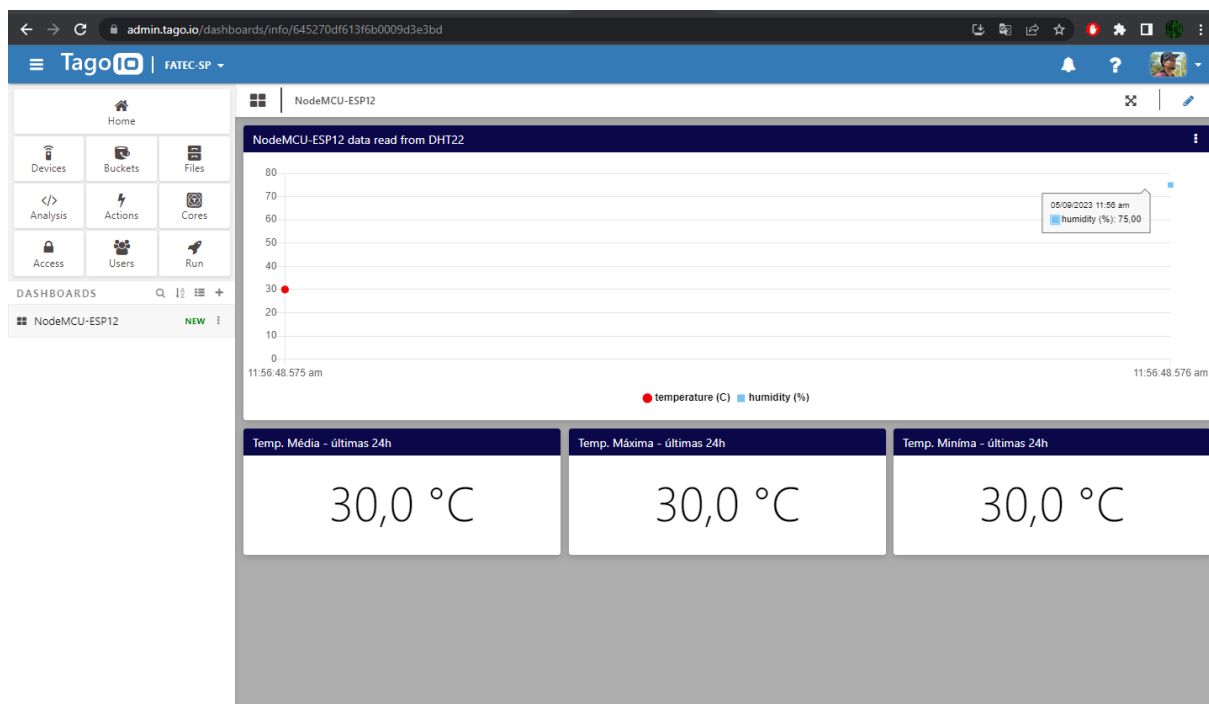 admin.tago.io/dashboards/info/645270df613f6b0009d3e3bd
Tago IO | FATEC-SP
?
Home
Devices Buckets Files
</> Analysis Actions Cores
Access Users Run
DASHBOARDS
NodeMCU-ESP12 NEW
NodeMCU-ESP12
NodeMCU-ESP12 data read from DHT22
80
70
60
50
40
30
20
10
0
05/09/2023 11:56 am
humidity (%): 75,00
11:56:48.575 am 11:56:48.576 am
temperature (C) humidity (%)
Temp. Média - últimas 24h
30,0 °C
Temp. Máxima - últimas 24h
30,0 °C
Temp. Miníma - últimas 24h
30,0 °C